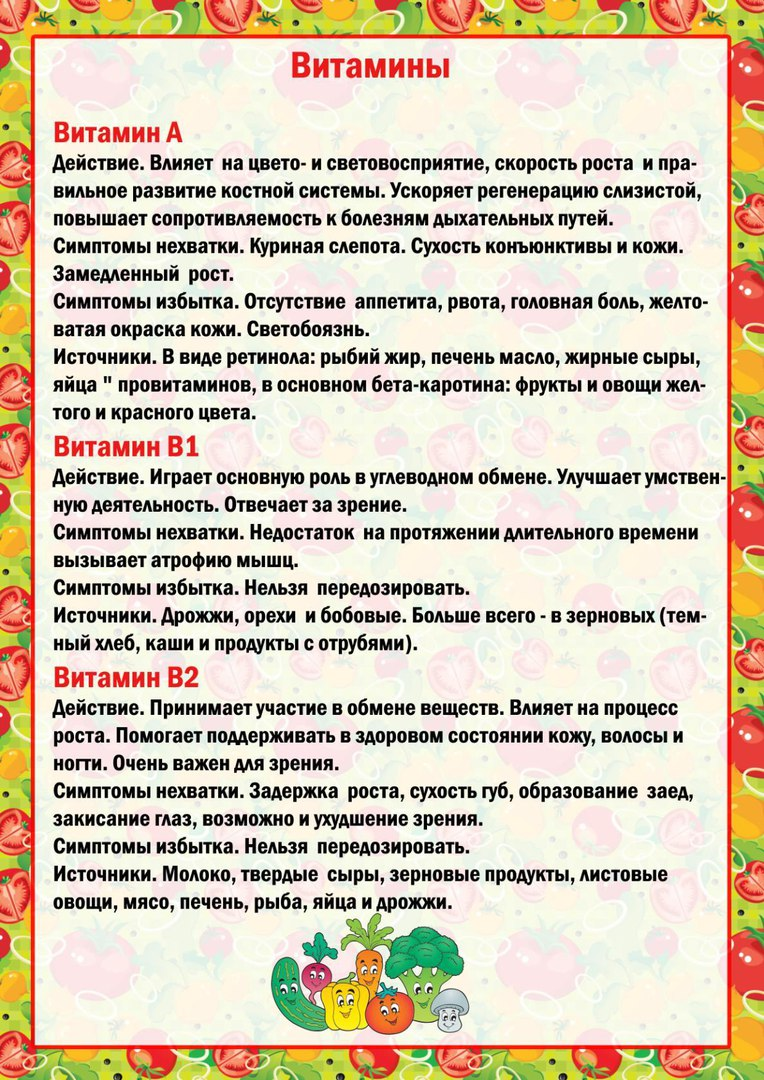 Витамины
Витамин А
Действие. Влияет на цвето- и световосприятие, скорость роста и пра-
вильное развитие костной системы. Ускоряет регенерацию слизистой,
повышает сопротивляемость к болезням дыхательных путей.
Симптомы нехватки. Куриная слепота. Сухость конъюнктивы и кожи.
Замедленный рост.
Симптомы избытка. Отсутствие аппетита, рвота, головная боль, желто-
ватая окраска кожи. Светобоязнь.
Источники. В виде ретинола: рыбий жир, печень масло, жирные сыры,
яйца " провитаминов, в основном бета-каротина: фрукты и овощи жел-
того и красного цвета.
Витамин В1
Действие. Играет основную роль в углеводном обмене. Улучшает умствен-
ную деятельность. Отвечает за зрение.
Симптомы нехватки. Недостаток на протяжении длительного времени
вызывает атрофию мышц.
Симптомы избытка. Нельзя передозировать.
Источники. Дрожжи, орехи и бобовые. Больше всего - в зерновых (тем-
ный хлеб, каши и продукты с отрубями).
Витамин В2
Действие. Принимает участие в обмене веществ. Влияет на процесс
роста. Помогает поддерживать в здоровом состоянии кожу, волосы и
ногти. Очень важен для зрения.
Симптомы нехватки. Задержка роста, сухость губ, образование заед,
закисание глаз, возможно и ухудшение зрения.
Симптомы избытка. Нельзя передозировать.
Источники. Молоко, твердые сыры, зерновые продукты, листовые
овощи, мясо, печень, рыба, яйца и дрожжи.